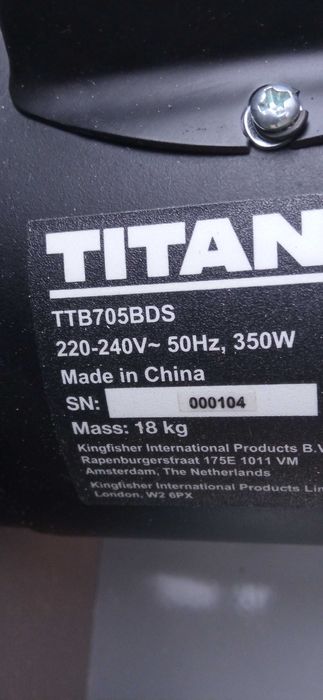 TITAN
TTB705BDS
220-240V~ 50Hz, 350W
Made in China
SN: 000104
Mass: 18 kg
Kingfisher International Products B.V
Rapenburgerstraat 175E 1011 VM
Amsterdam, The Netherlands
Kingfisher International Products Lim
London, W2 6PX